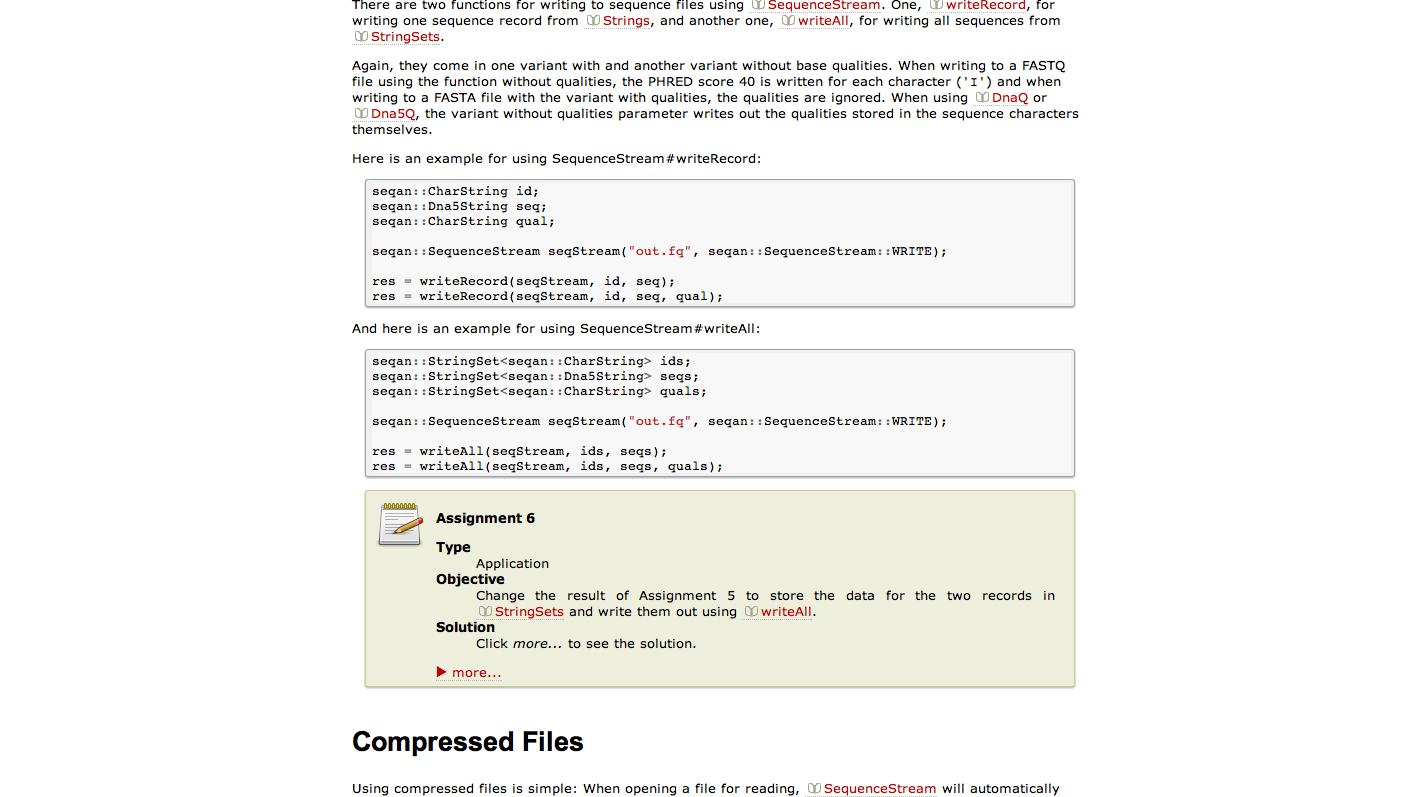 There are two functions for writing to sequence files using SequenceStream. One, writeRecord, for
writing one sequence record from Strings, and another one, writeAll, for writing all sequences from
StringSets.
Again, they come in one variant with and another variant without base qualities. When writing to a FASTQ
file using the function without qualities, the PHRED score 40 is written for each character ('I') and when
writing to a FASTA file with the variant with qualities, the qualities are ignored. When using DnaQ or
Dna5Q, the variant without qualities parameter writes out the qualities stored in the sequence characters
themselves.
Here is an example for using SequenceStream#writeRecord:
seqan::CharString id;
seqan::Dna5String seq;
seqan::CharString qual;
seqan::SequenceStream seqStream("out.fq", seqan::SequenceStream::WRITE);
res = writeRecord(seqStream, id, seq);
res = writeRecord(seqStream, id, seq, qual);
And here is an example for using SequenceStream#writeAll:
seqan::StringSet<seqan::CharString> ids;
seqan::StringSet<seqan::Dna5String> seqs;
seqan::StringSet<seqan::CharString> quals;
seqan::SequenceStream seqStream("out.fq", seqan::SequenceStream::WRITE);
res = writeAll(seqStream, ids, seqs);
res = writeAll(seqStream, ids, seqs, quals);
Assignment 6
Type
Application
Objective
Change the result of Assignment 5 to store the data for the two records in
StringSets and write them out using writeAll.
Solution
Click more... to see the solution.
more...
Compressed Files
Using compressed files is simple: When opening a file for reading, SequenceStream will automatically